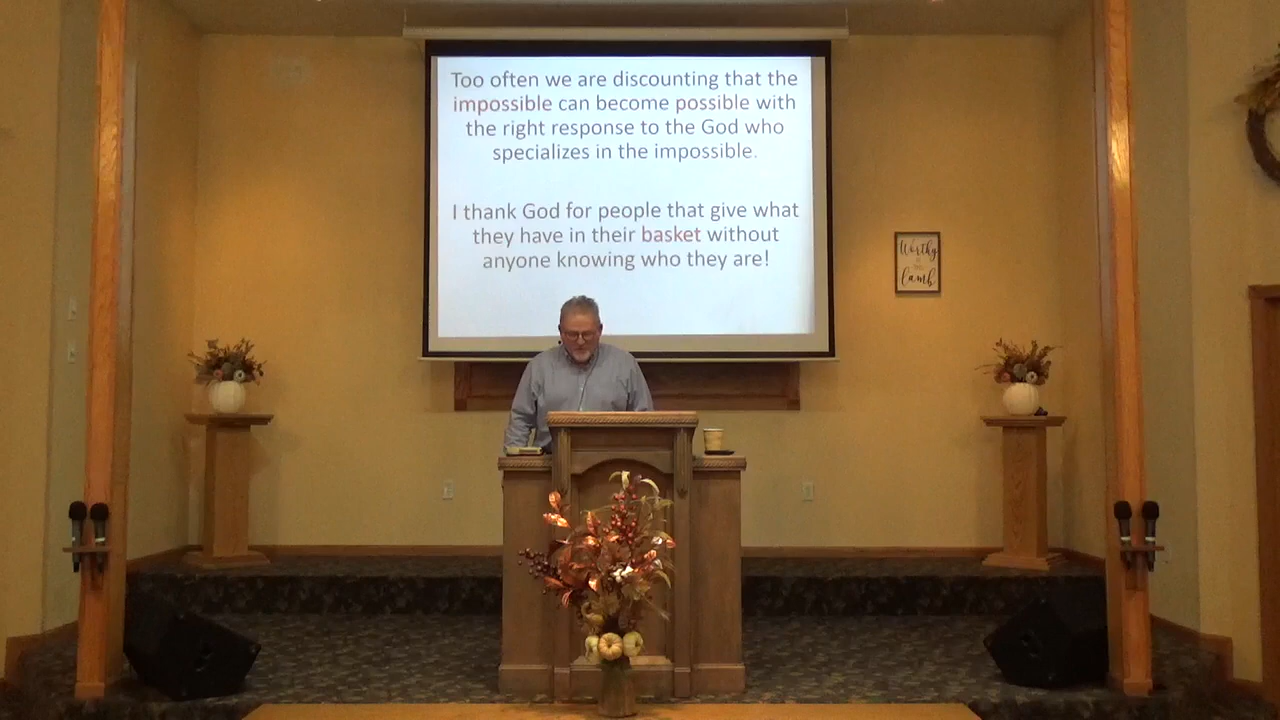 Too often we are discounting that the
impossible can become possible with
the right response to the God who
specializes in the impossible.
I thank God for people that give what
they have in their basket without
anyone knowing who they are!
Worthy
Lamb